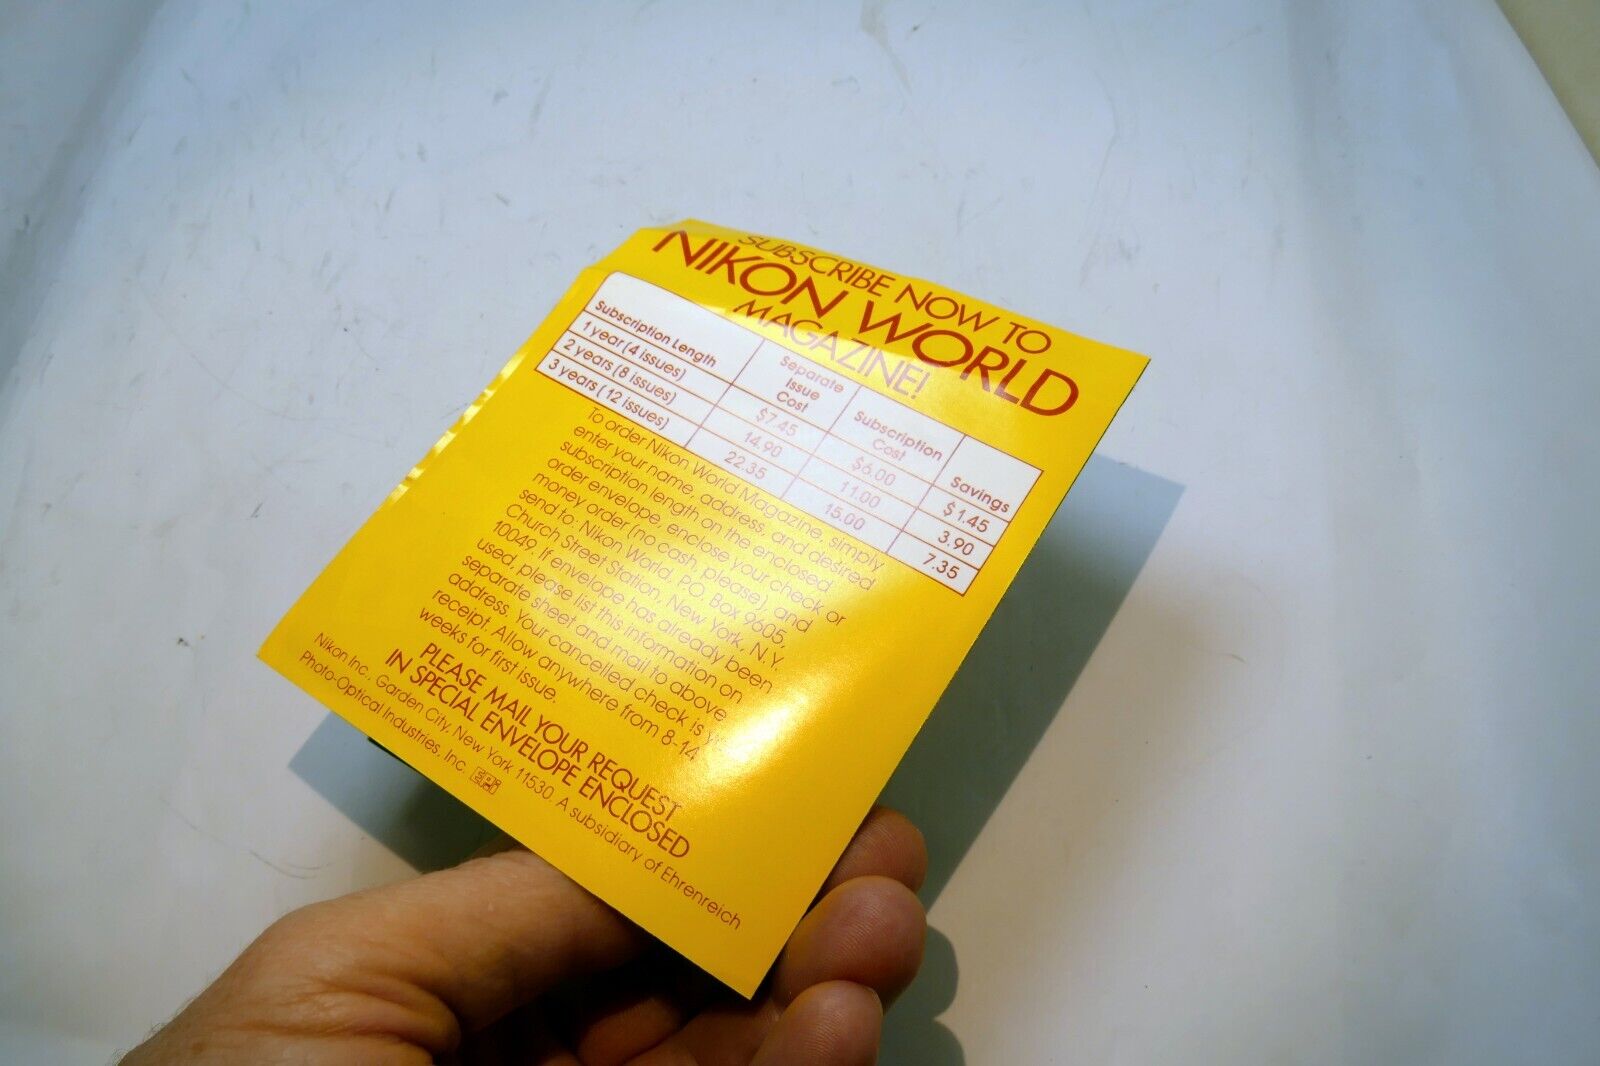 SUBSCRIBE NOW TO
NIKON WORLD
MAGAZINE!
Subscription Length Separate Issue Cost Subscription Cost Savings
1 year (4 issues) $7.45 $6.00 $1.45
2 years (8 issues) 14.90 11.00 3.90
3 years (12 issues) 22.35 15.00 7.35
To order Nikon World Magazine, simply
enter your name, address, and desired
subscription length on the enclosed
order envelope, enclose your check or
money order (no cash, please), and
send to: Nikon World, P.O. Box 9605,
Church Street Station, New York, N.Y.
10049. If envelope has already been
used, please list this information on
separate sheet and mail to above
address. Your cancelled check is
receipt. Allow anywhere from 8-14
weeks for first issue.
PLEASE MAIL YOUR REQUEST
IN SPECIAL ENVELOPE ENCLOSED
Nikon Inc., Garden City, New York 11530. A subsidiary of Ehrenreich
Photo-Optical Industries, Inc.